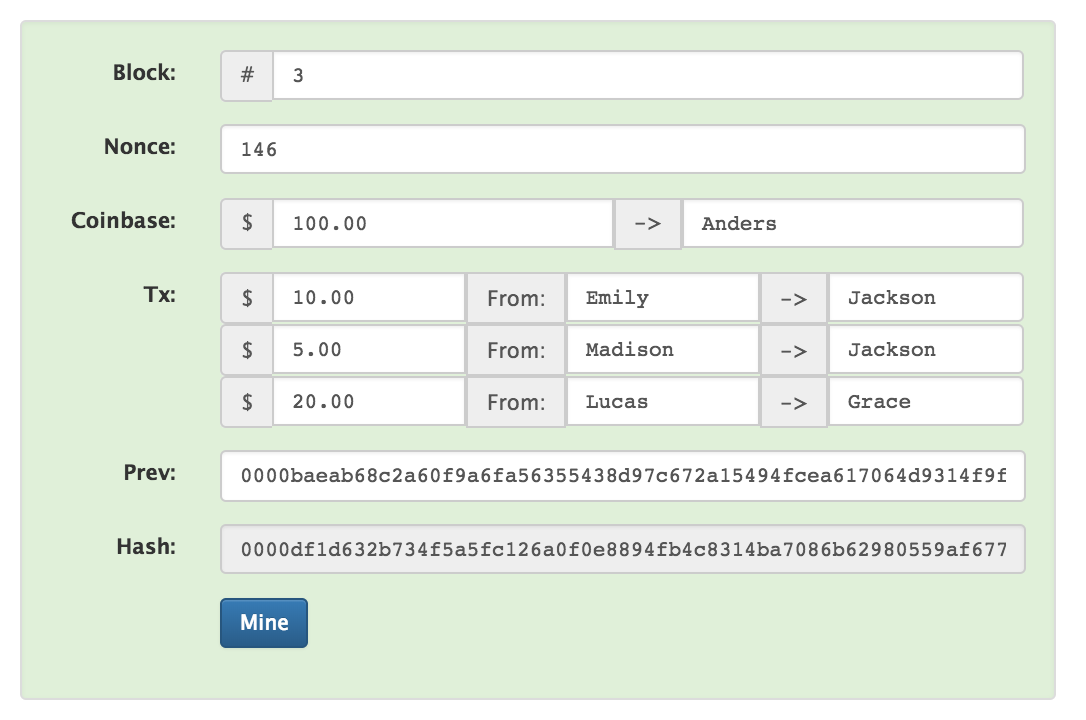 Block: # 3
Nonce: 146
Coinbase: $ 100.00 -> Anders
Tx: $ 10.00 From: Emily -> Jackson
$ 5.00 From: Madison -> Jackson
$ 20.00 From: Lucas -> Grace
Prev: 0000baeab68c2a60f9a6fa56355438d97c672a15494fcea617064d9314f9f
Hash: 0000df1d632b734f5a5fc126a0f0e8894fb4c8314ba7086b62980559af677
Mine